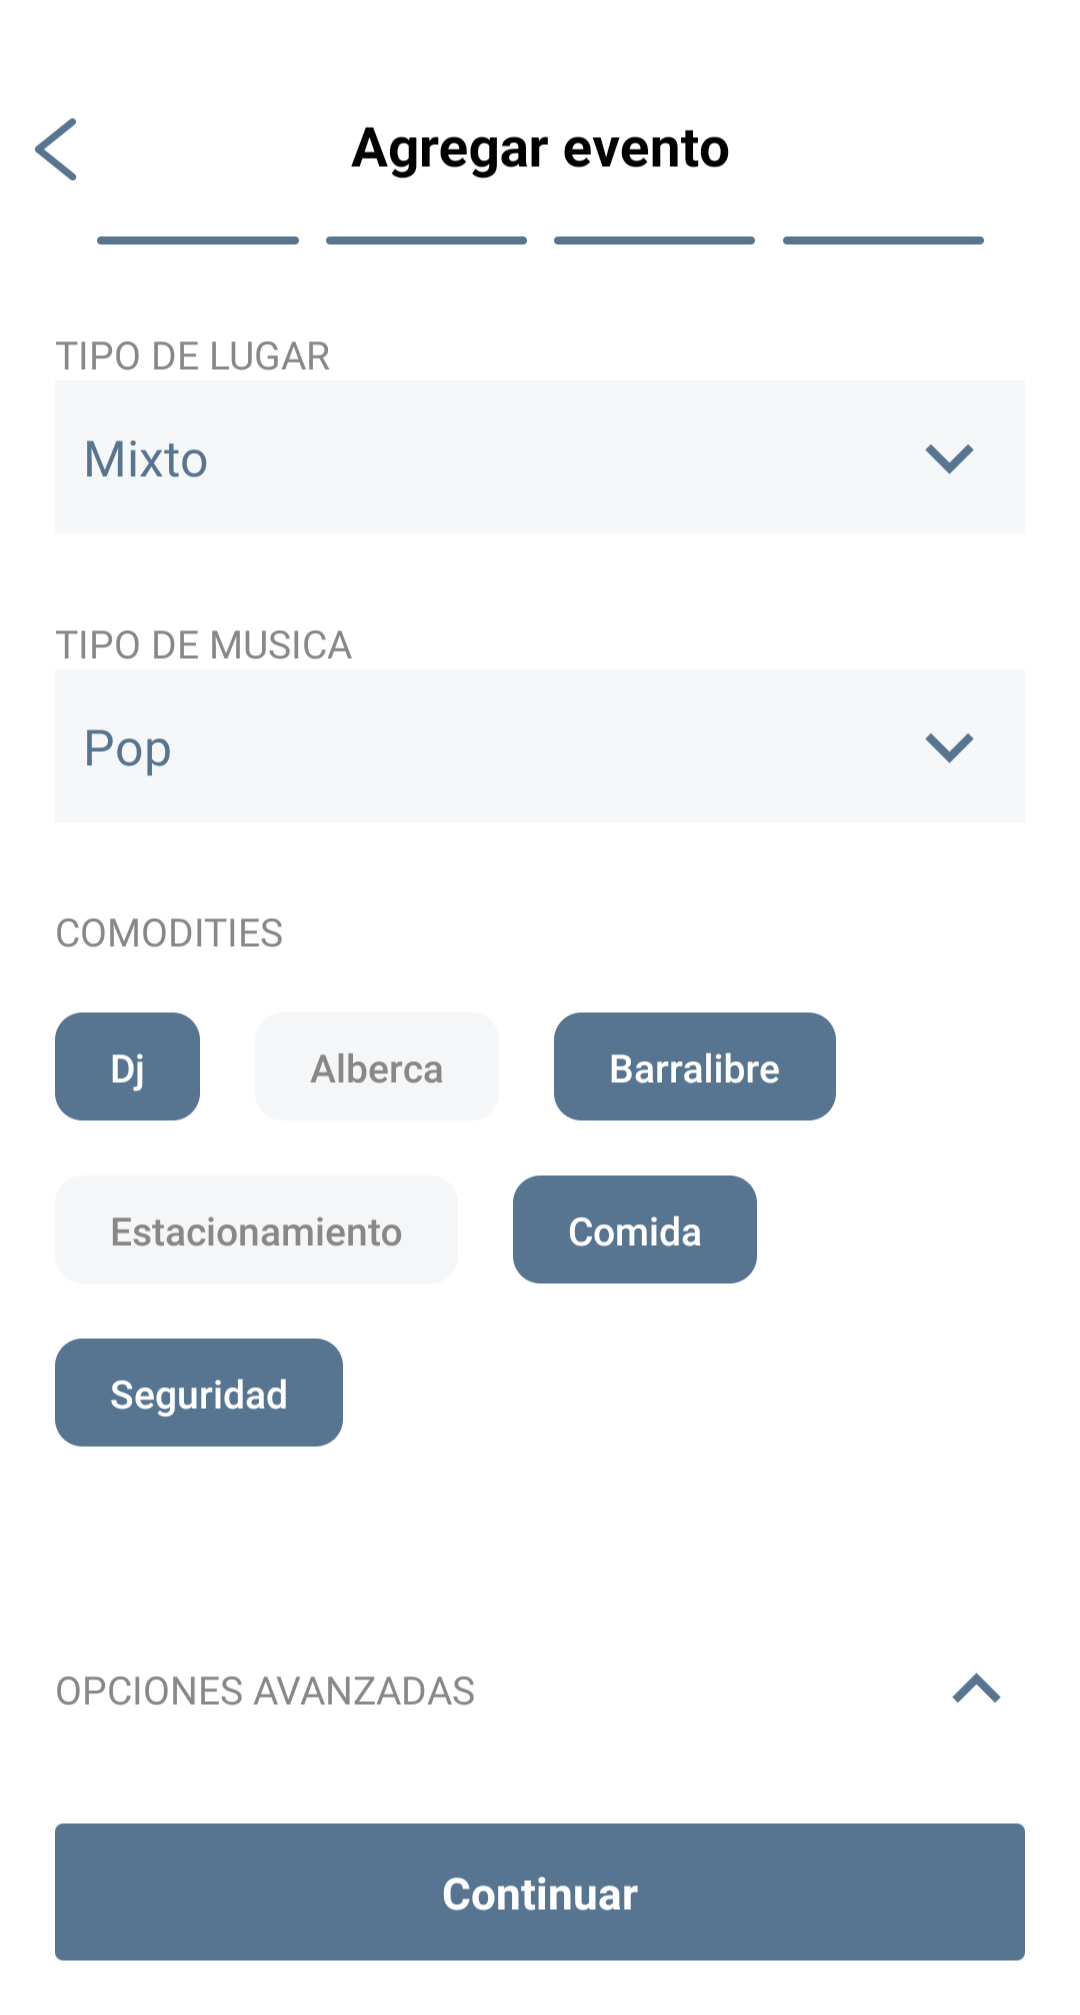 Agregar evento
TIPO DE LUGAR
Mixto
TIPO DE MUSICA
Pop
COMODITIES
Dj Alberca Barralibre
Estacionamiento Comida
Seguridad
OPCIONES AVANZADAS
Continuar